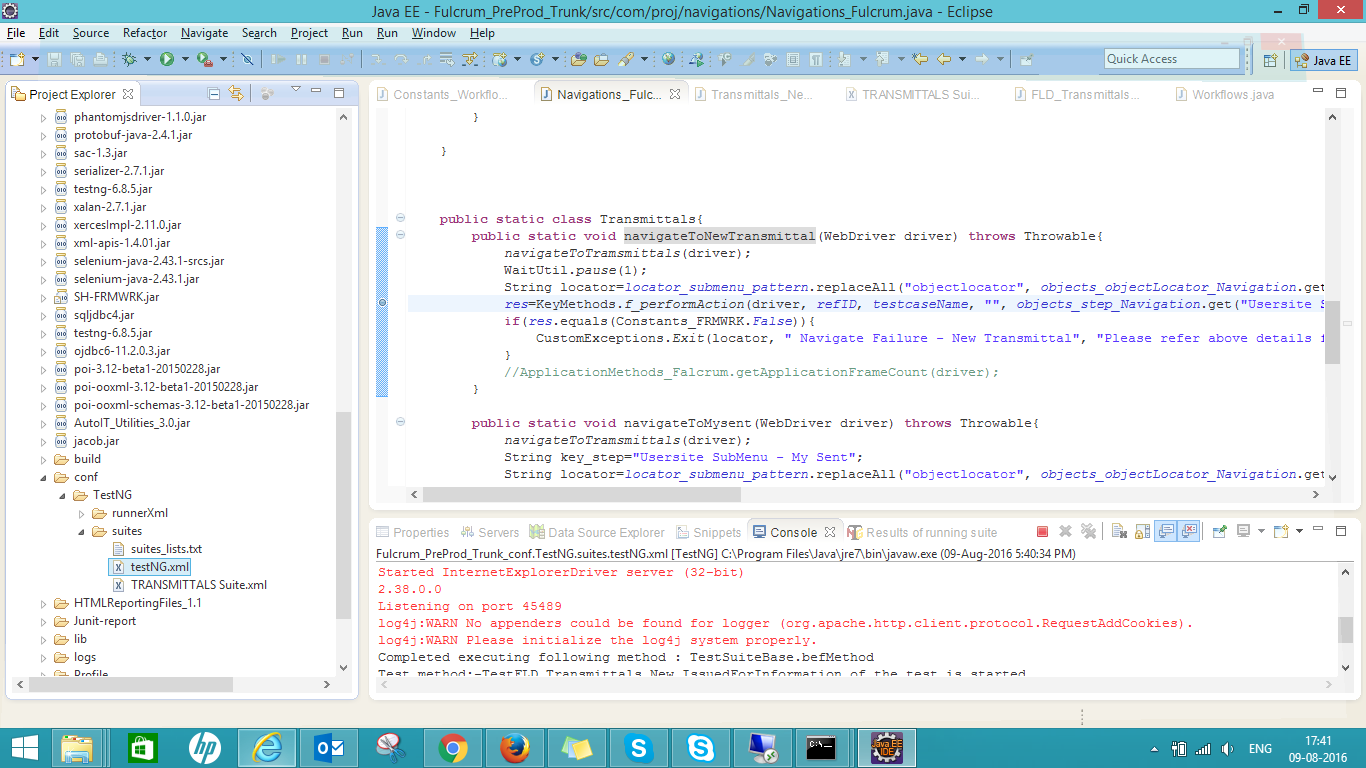 Java EE - Fulcrum_PreProd_Trunk/src/com/proj/navigations/Navigations_Fulcrum.java - Eclipse
File Edit Source Refactor Navigate Search Project Run Run Window Help
Quick Access
Java EE
Project Explorer
phantomjsdriver-1.1.0.jar
protobuf-java-2.4.1.jar
sac-1.3.jar
serializer-2.7.1.jar
testng-6.8.5.jar
xalan-2.7.1.jar
xercesImpl-2.11.0.jar
xml-apis-1.4.01.jar
selenium-java-2.43.1-srcs.jar
selenium-java-2.43.1.jar
SH-FRMWRK.jar
sqljdbc4.jar
testng-6.8.5.jar
ojdbc6-11.2.0.3.jar
poi-3.12-beta1-20150228.jar
poi-ooxml-3.12-beta1-20150228.jar
poi-ooxml-schemas-3.12-beta1-20150228.jar
AutoIT_Utilities_3.0.jar
jacob.jar
build
conf
TestNG
runnerXml
suites
suites_lists.txt
testNG.xml
TRANSMITTALS Suite.xml
HTMLReportingFiles_1.1
Junit-report
lib
logs
Profile
Constants_Workflo... Navigations_Fulc... Transmittals_Ne... TRANSMITTALS Sui... FLD_Transmittals... Workflows.java
}
}
public static class Transmittals{
public static void navigateToNewTransmittal(WebDriver driver) throws Throwable{
navigateToTramsmittals(driver);
WaitUtil.pause(1);
String locator=locator_submenu_pattern.replaceAll("objectlocator", objects_objectLocator_Navigation.get
res=KeyMethods.f_performAction(driver, refID, testcaseName, "", objects_step_Navigation.get("Usersite S
if(res.equals(Constants_FRMWRK.False)){
CustomExceptions.Exit(locator, " Navigate Failure - New Transmittal", "Please refer above details f
}
//ApplicationMethods_Falcrum.getApplicationFrameCount(driver);
}
public static void navigateToMysent(WebDriver driver) throws Throwable{
navigateToTramsmittals(driver);
String key_step="Usersite SubMenu - My Sent";
String locator=locator_submenu_pattern.replaceAll("objectlocator", objects_objectLocator_Navigation.get
Properties Servers Data Source Explorer Snippets Console Results of running suite
Fulcrum_PreProd_Trunk_conf.TestNG.suites.testNG.xml [TestNG] C:\Program Files\Java\jre7\bin\javaw.exe (09-Aug-2016 5:40:34 PM)
Started InternetExplorerDriver server (32-bit)
2.38.0.0
Listening on port 45489
log4j:WARN No appenders could be found for logger (org.apache.http.client.protocol.RequestAddCookies).
log4j:WARN Please initialize the log4j system properly.
Completed executing following method : TestSuiteBase.befMethod
Test method:-TestFLD_Transmittals_New_IssuedForInformation of the test is started
ENG
17:41
09-08-2016